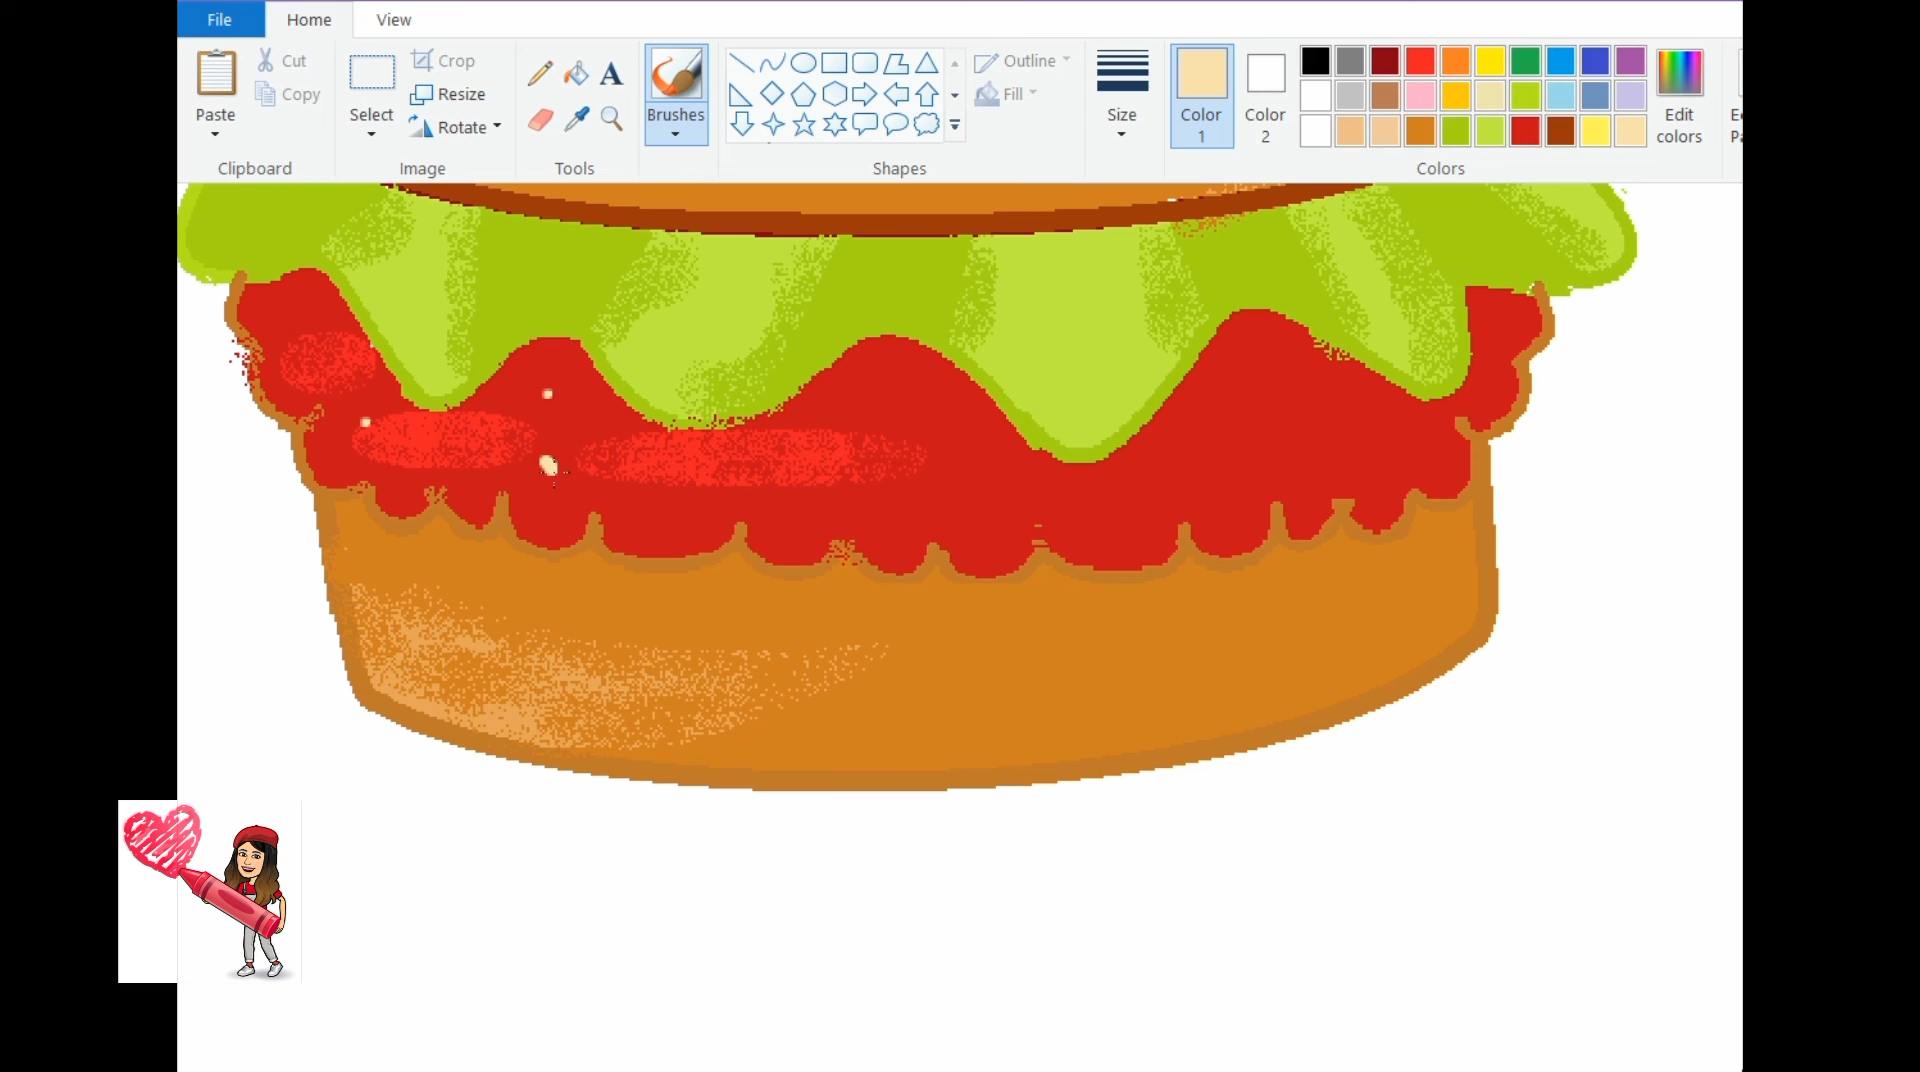 File Home View
Paste
Cut
Copy
Clipboard
Select
Crop
Resize
Rotate
Image
A
Tools
Brushes
Shapes
Outline
Fill
Size
Color
1
Color
2
Colors
Edit
colors